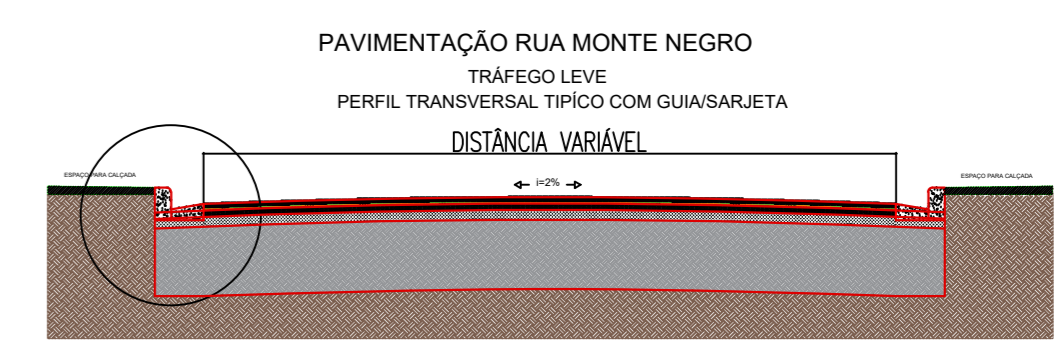 PAVIMENTAÇÃO RUA MONTE NEGRO
TRÁFEGO LEVE
PERFIL TRANSVERSAL TIPÍCO COM GUIA/SARJETA
DISTÂNCIA VARIÁVEL
ESPAÇO PARA CALÇADA
i=2%
ESPAÇO PARA CALÇADA